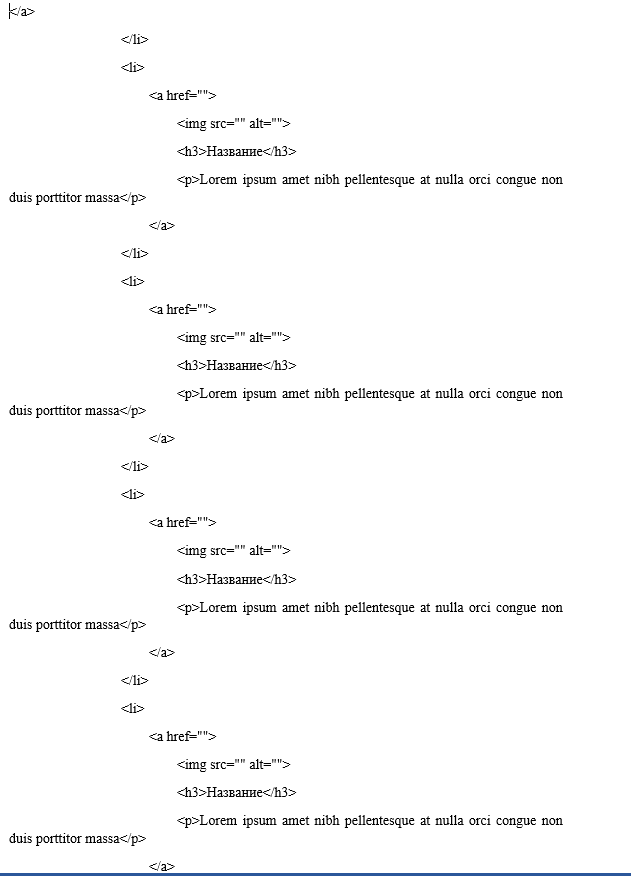 </a>
</li>
<li>
<a href="">
<img src="" alt="">
<h3>Название</h3>
<p>Lorem ipsum amet nibh pellentesque at nulla orci congue non
duis porttitor massa</p>
</a>
</li>
<li>
<a href="">
<img src="" alt="">
<h3>Название</h3>
<p>Lorem ipsum amet nibh pellentesque at nulla orci congue non
duis porttitor massa</p>
</a>
</li>
<li>
<a href="">
<img src="" alt="">
<h3>Название</h3>
<p>Lorem ipsum amet nibh pellentesque at nulla orci congue non
duis porttitor massa</p>
</a>
</li>
<li>
<a href="">
<img src="" alt="">
<h3>Название</h3>
<p>Lorem ipsum amet nibh pellentesque at nulla orci congue non
duis porttitor massa</p>
</a>